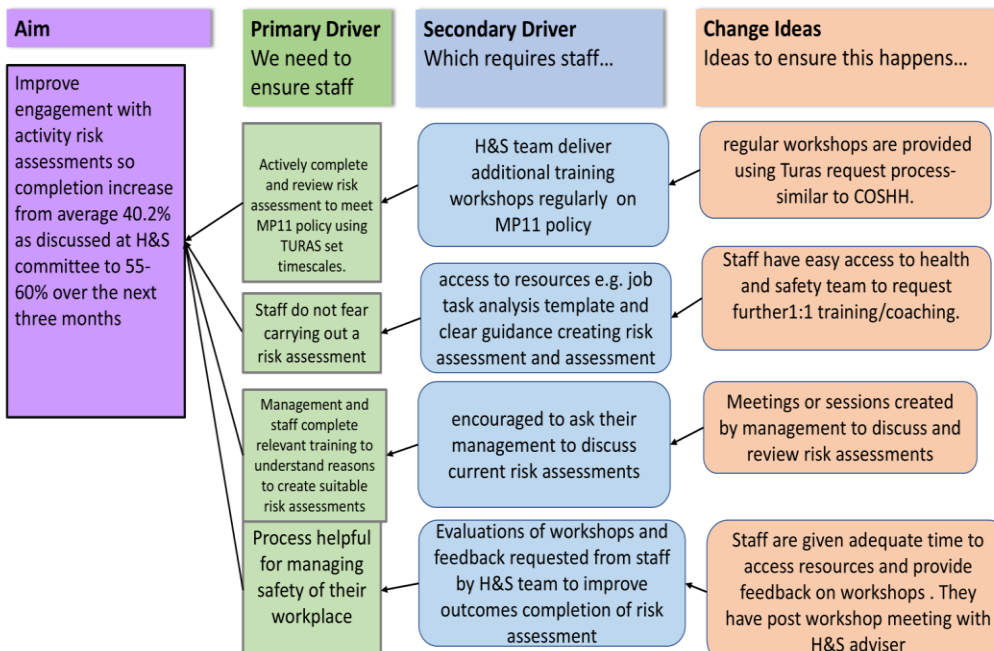 Aim
Improve
engagement with
activity risk
assessments so
completion increase
from average 40.2%
as discussed at H&S
committee to 55-
60% over the next
three months
Primary Driver
We need to
ensure staff
Actively complete
and review risk
assessment to meet
MP11 policy using
TURAS set
timescales.
Staff do not fear
carrying out a
risk assessment
Management and
staff complete
relevant training to
understand reasons
to create suitable
risk assessments
Process helpful
for managing
safety of their
workplace
Secondary Driver
Which requires staff...
H&S team deliver
additional training
workshops regularly on
MP11 policy
access to resources e.g. job
task analysis template and
clear guidance creating risk
assessment and assessment
encouraged to ask their
management to discuss
current risk assessments
Evaluations of workshops and
feedback requested from staff
by H&S team to improve
outcomes completion of risk
assessment
Change Ideas
Ideas to ensure this happens...
regular workshops are provided
using Turas request process-
similar to COSHH.
Staff have easy access to health
and safety team to request
further1:1 training/coaching.
Meetings or sessions created
by management to discuss and
review risk assessments
Staff are given adequate time to
access resources and provide
feedback on workshops . They
have post workshop meeting with
H&S adviser